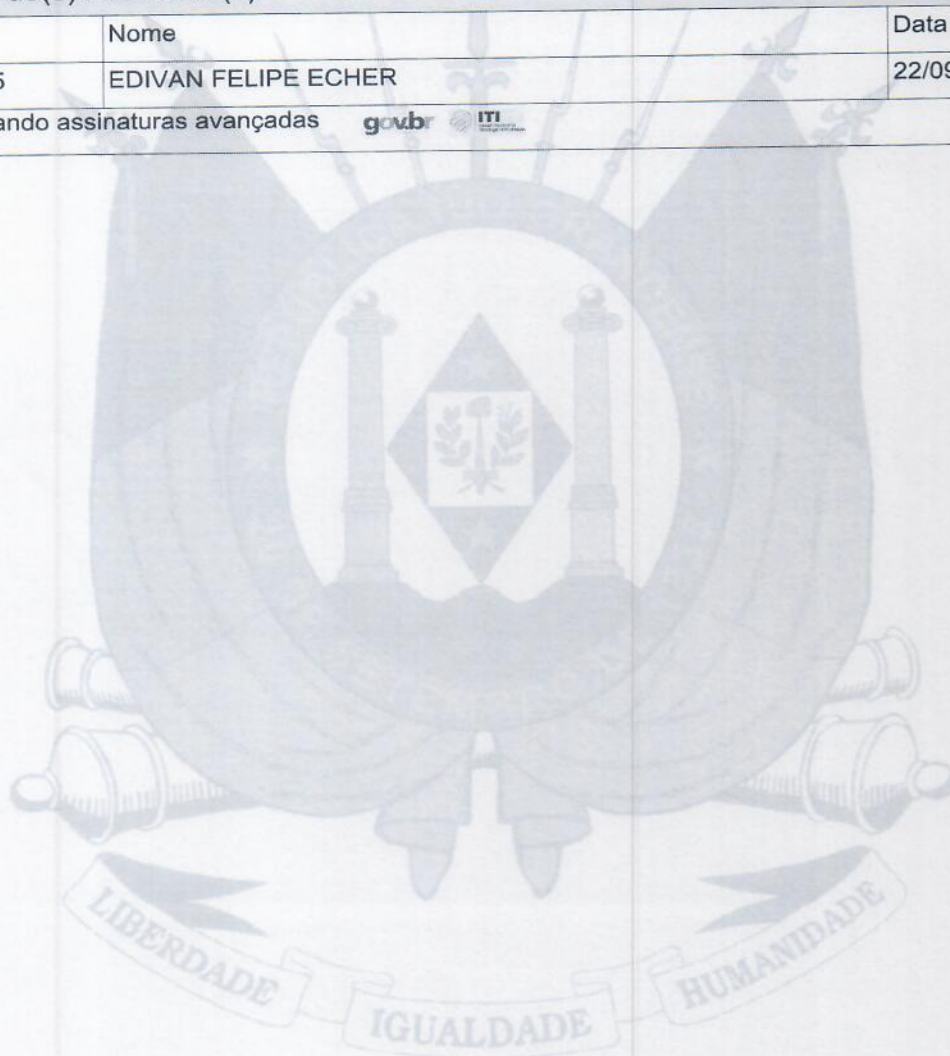 Nome
Data
5
EDIVAN FELIPE ECHER
22/09
ando assinaturas avançadas
gov.br
ITI
LIBERDADE
IGUALDADE
HUMANIDADE